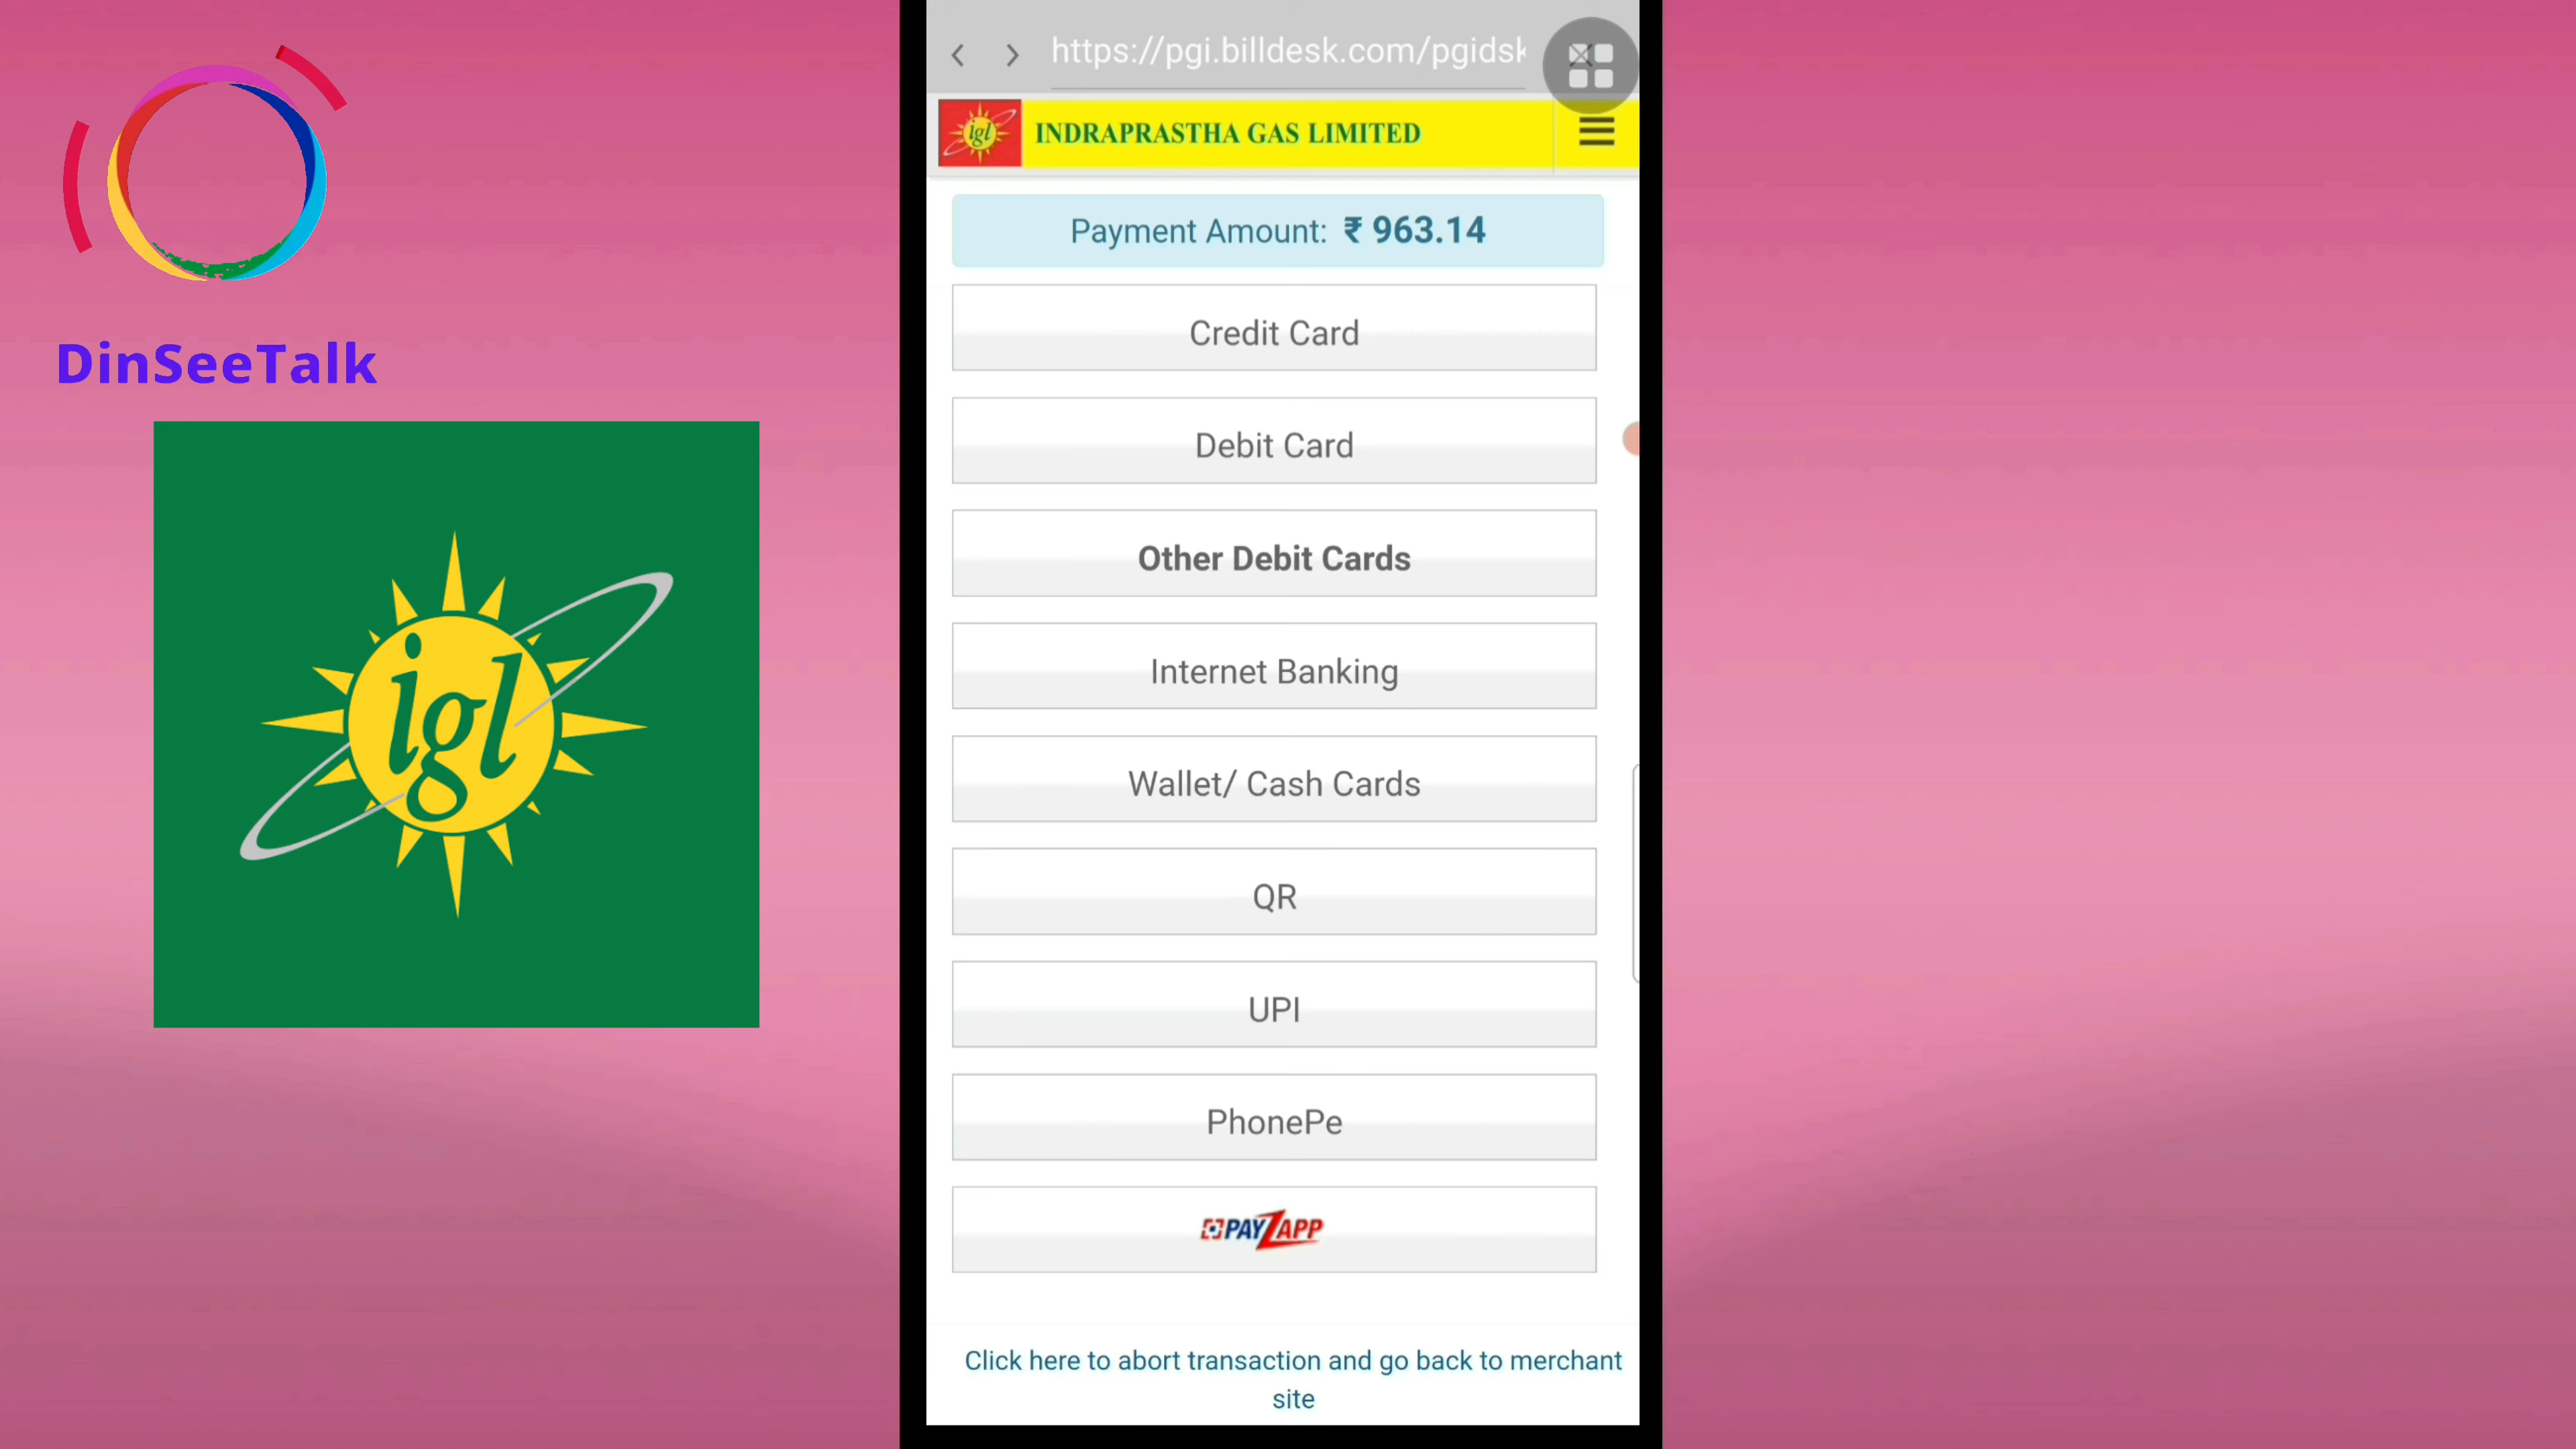 DinSeeTalk
igl
https://pgi.billdesk.com/pgids
igl
INDRAPRASTHA GAS LIMITED
Payment Amount: ₹ 963.14
Credit Card
Debit Card
Other Debit Cards
Internet Banking
Wallet/ Cash Cards
QR
UPI
PhonePe
PAYZAPP
Click here to abort transaction and go back to merchant
site